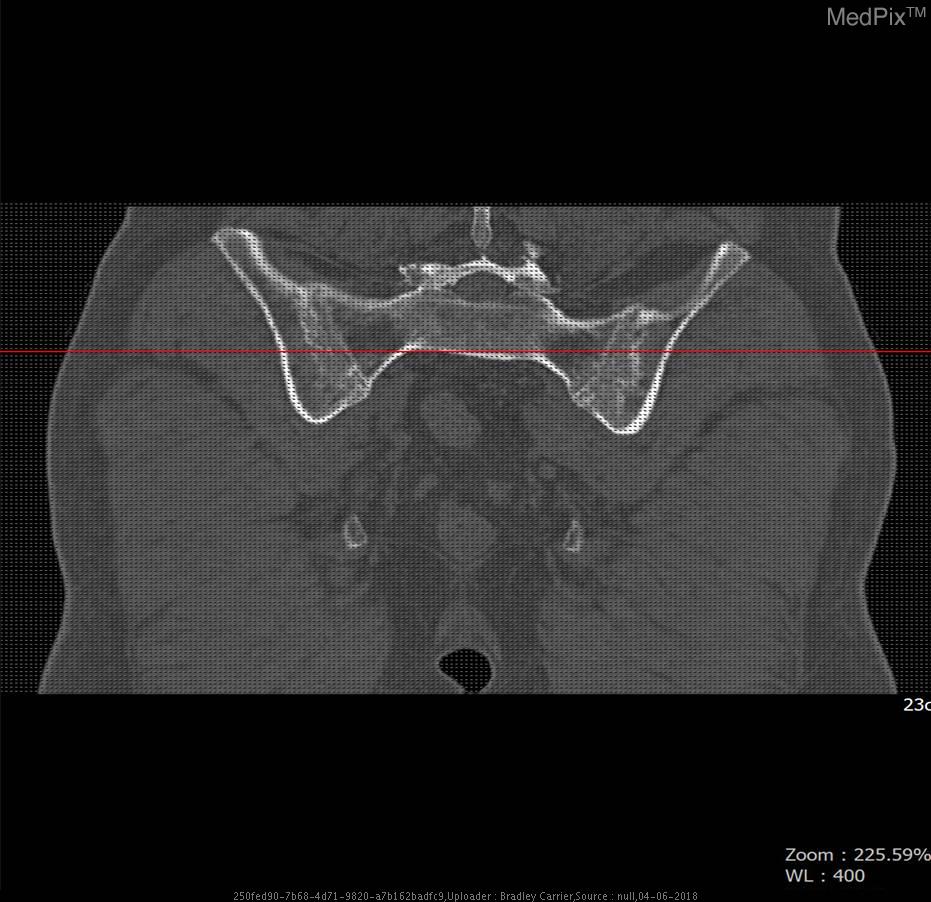 MedPix™
23c
Zoom : 225.59%
WL : 400
250fed90-7b68-4d71-9820-a7b162badfc9,Uploader : Bradley Carrier,Source : null,04-06-2018